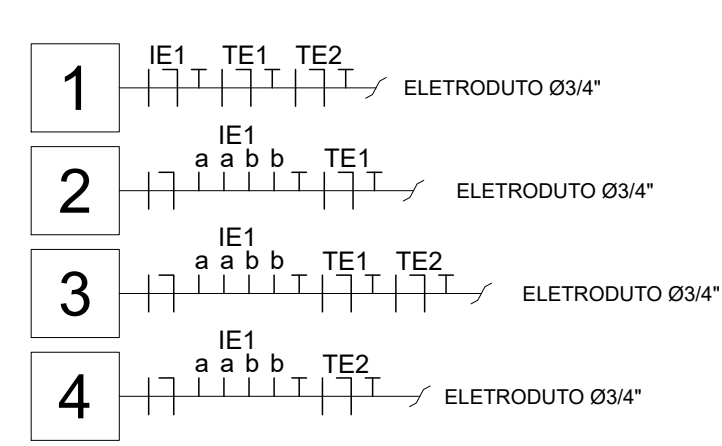 IE1 TE1 TE2
1 ELETRODUTO Ø3/4"
IE1
a a b b TE1
2 ELETRODUTO Ø3/4"
IE1
a a b b TE1 TE2
3 ELETRODUTO Ø3/4"
IE1
a a b b TE2
4 ELETRODUTO Ø3/4"